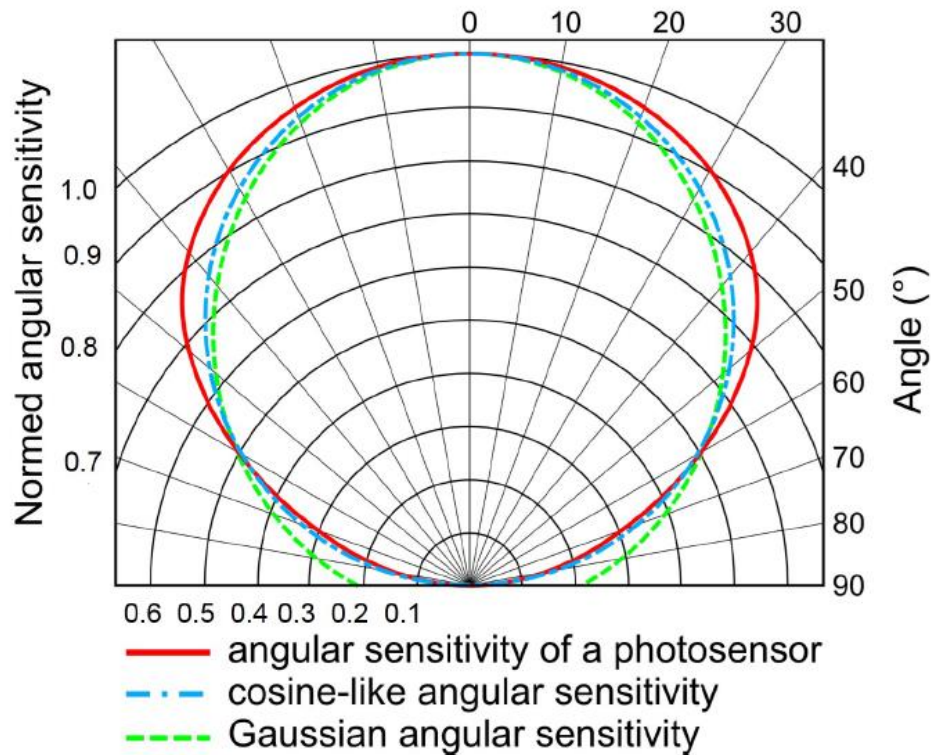 0 10 20 30
Normed angular sensitivity
1.0
0.9
0.8
0.7
40
50
60
70
80
90
Angle (°)
0.6 0.5 0.4 0.3 0.2 0.1
angular sensitivity of a photosensor
cosine-like angular sensitivity
Gaussian angular sensitivity